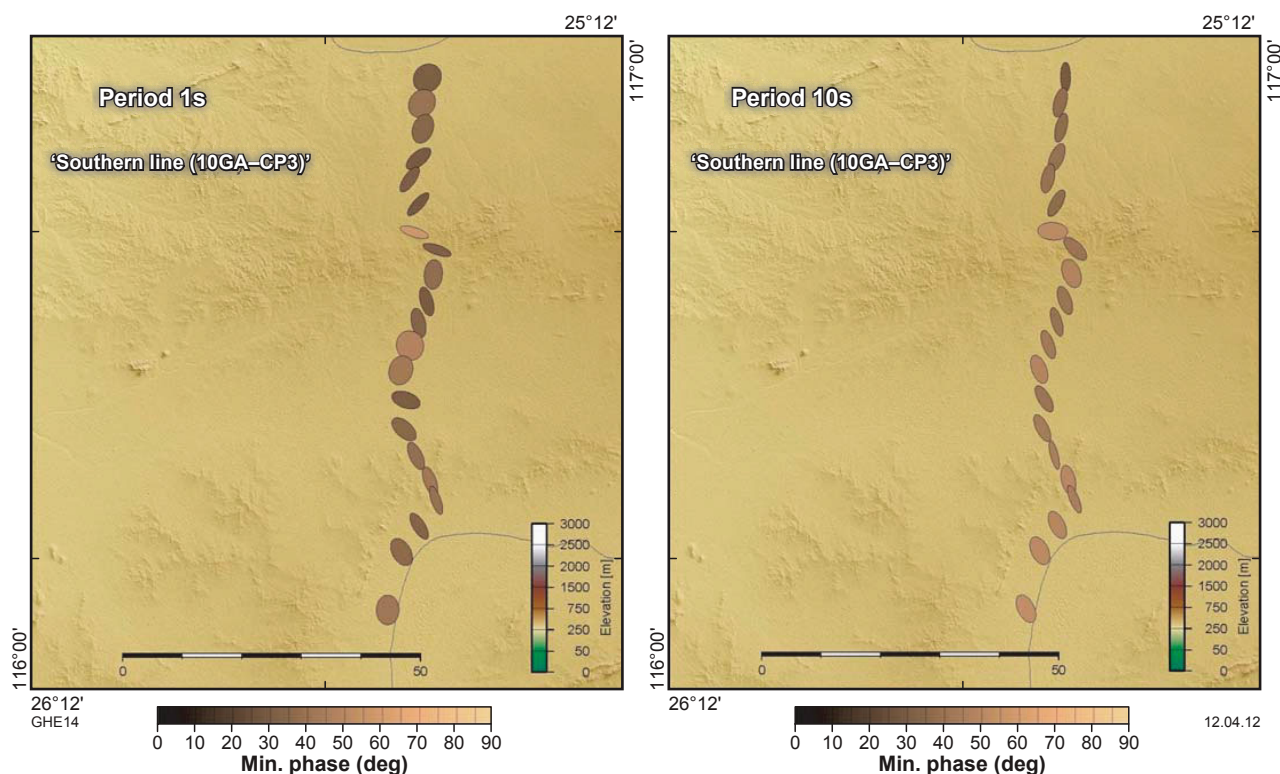 25°12'
117°00'
Period 1s
'Southern line (10GA–CP3)'
3000
2500
2000
1500
750
250
50
0
Elevation [m]
0 50
116°00'
26°12'
GHE14
0 10 20 30 40 50 60 70 80 90
Min. phase (deg)
25°12'
117°00'
Period 10s
'Southern line (10GA–CP3)'
3000
2500
2000
1500
750
250
50
0
Elevation [m]
0 50
116°00'
26°12'
12.04.12
0 10 20 30 40 50 60 70 80 90
Min. phase (deg)